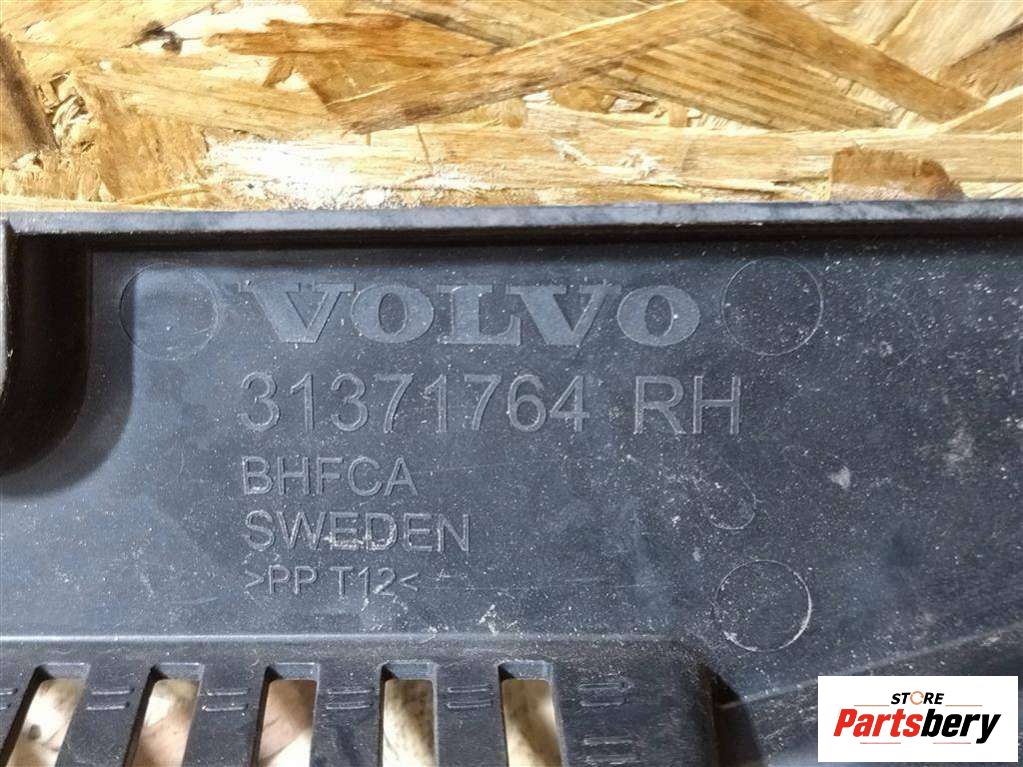 VOLVO
31371764 RH
BHFCA
SWEDEN
>PP T12<
STORE
Partsbery